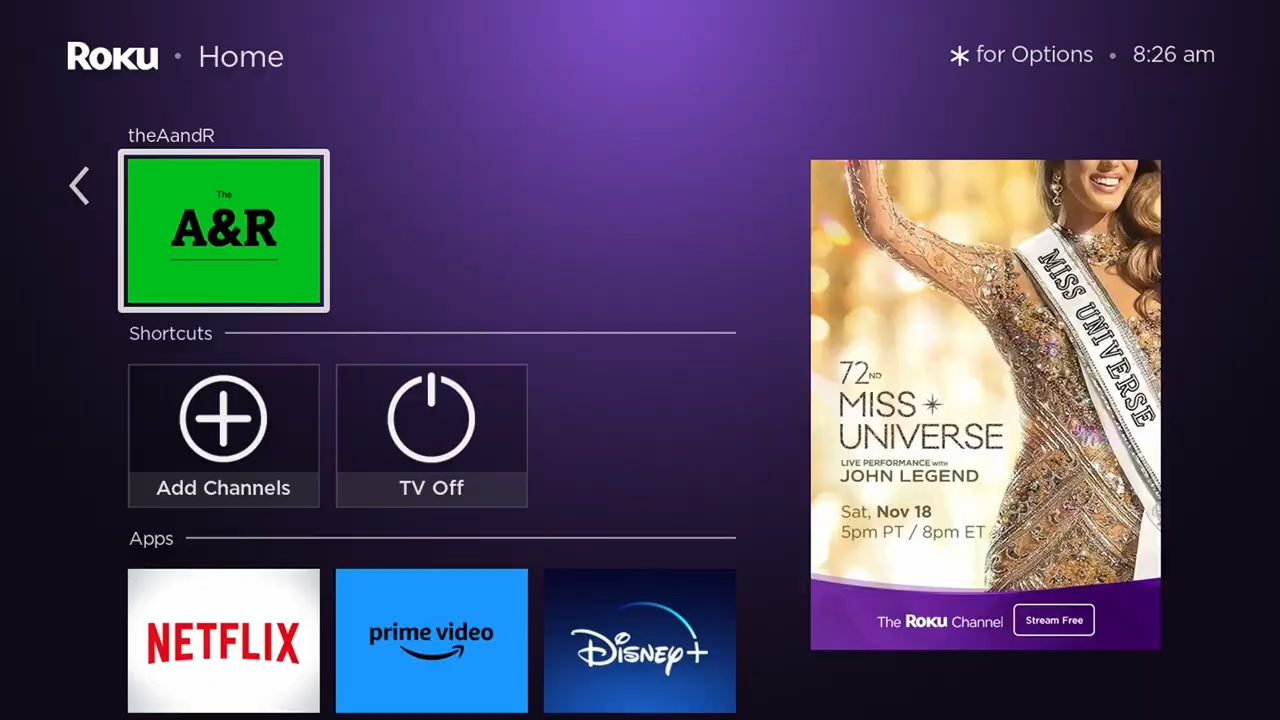 Roku • Home
* for Options • 8:26 am
theAandR
The
A&R
Shortcuts
Add Channels
TV Off
Apps
NETFLIX
prime video
Disney+
MISS UNIVERSE
72ND
MISS
UNIVERSE
LIVE PERFORMANCE WITH
JOHN LEGEND
Sat, Nov 18
5pm PT / 8pm ET
The Roku Channel
Stream Free